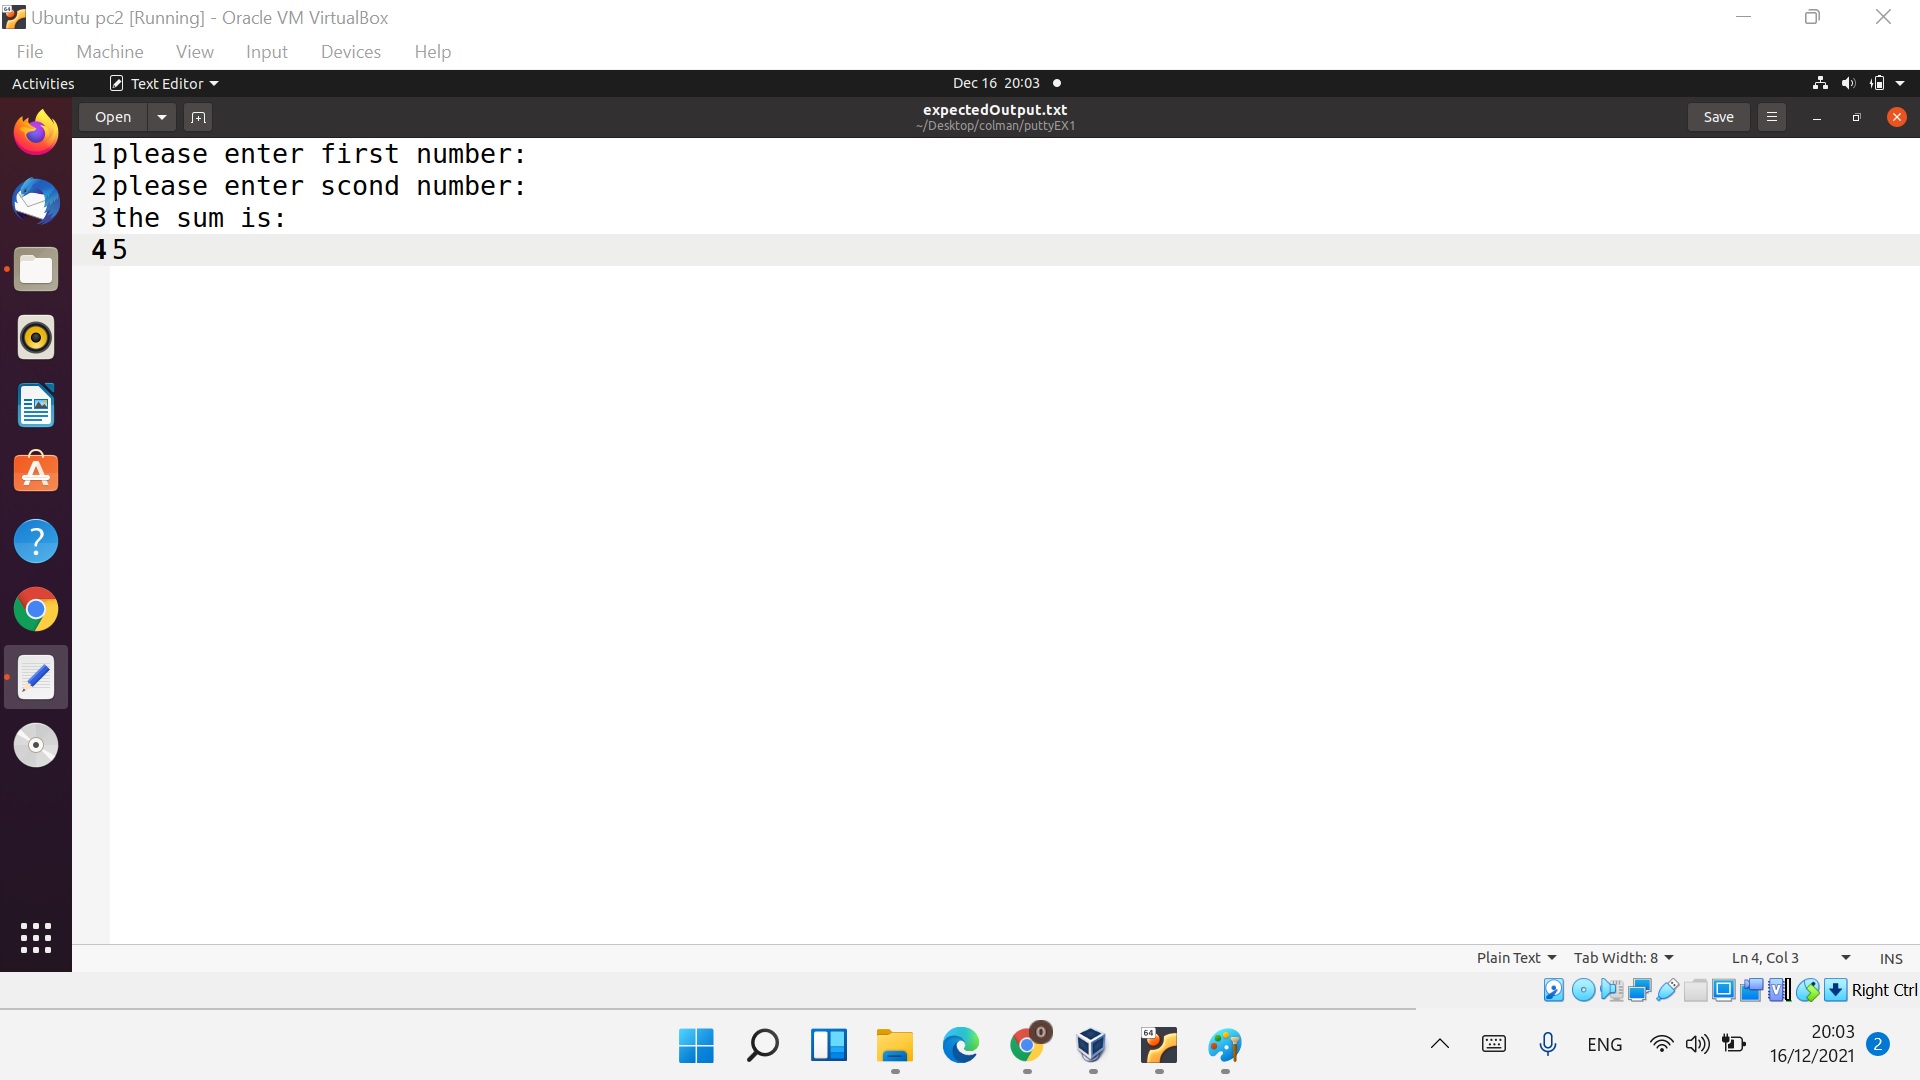 Ubuntu pc2 [Running] - Oracle VM VirtualBox
File Machine View Input Devices Help
Activities Text Editor Dec 16 20:03
Open expectedOutput.txt Save
~/Desktop/colman/puttyEX1
1 please enter first number:
2 please enter scond number:
3 the sum is:
4 5
Plain Text Tab Width: 8 Ln 4, Col 3 INS
Right Ctrl
64 0 ENG 20:03
16/12/2021 2